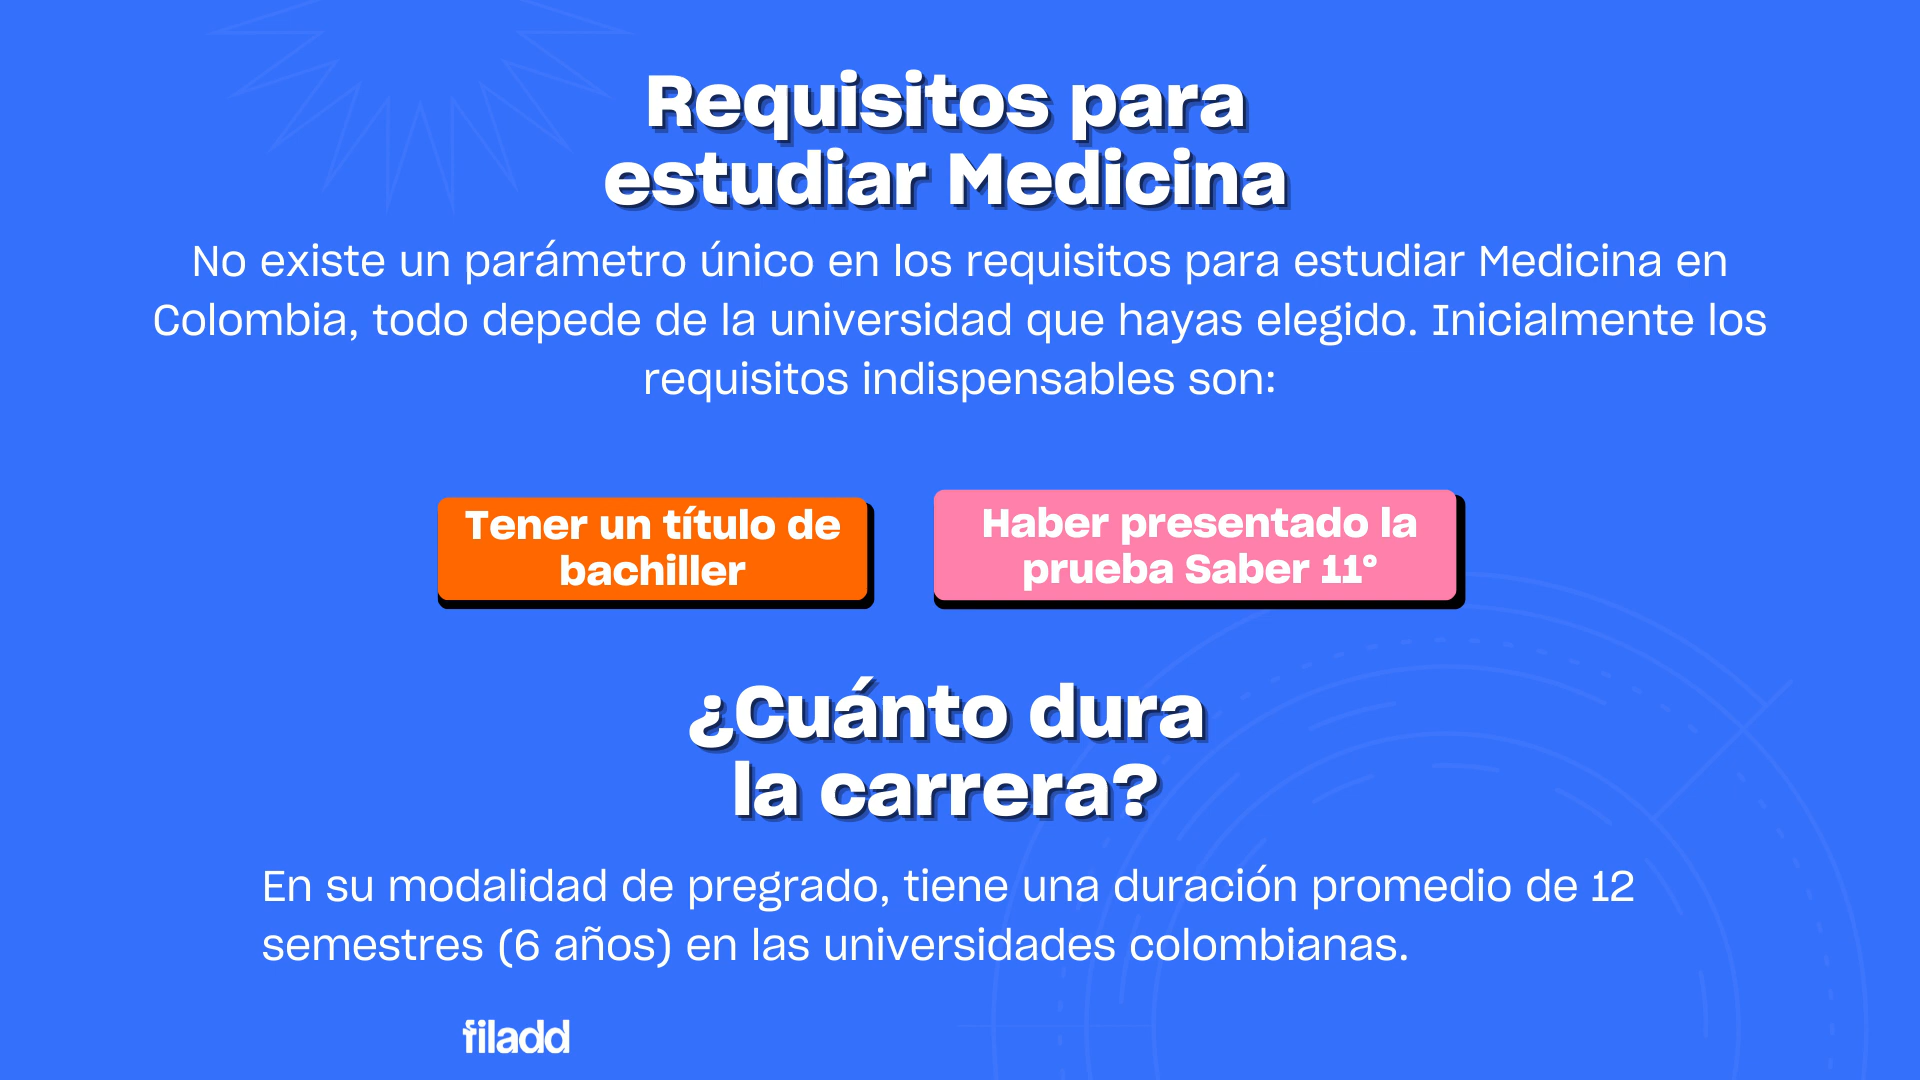 Requisitos para
estudiar Medicina
No existe un parámetro único en los requisitos para estudiar Medicina en
Colombia, todo depede de la universidad que hayas elegido. Inicialmente los
requisitos indispensables son:
Tener un título de
bachiller
Haber presentado la
prueba Saber 11°
¿Cuánto dura
la carrera?
En su modalidad de pregrado, tiene una duración promedio de 12
semestres (6 años) en las universidades colombianas.
filadd